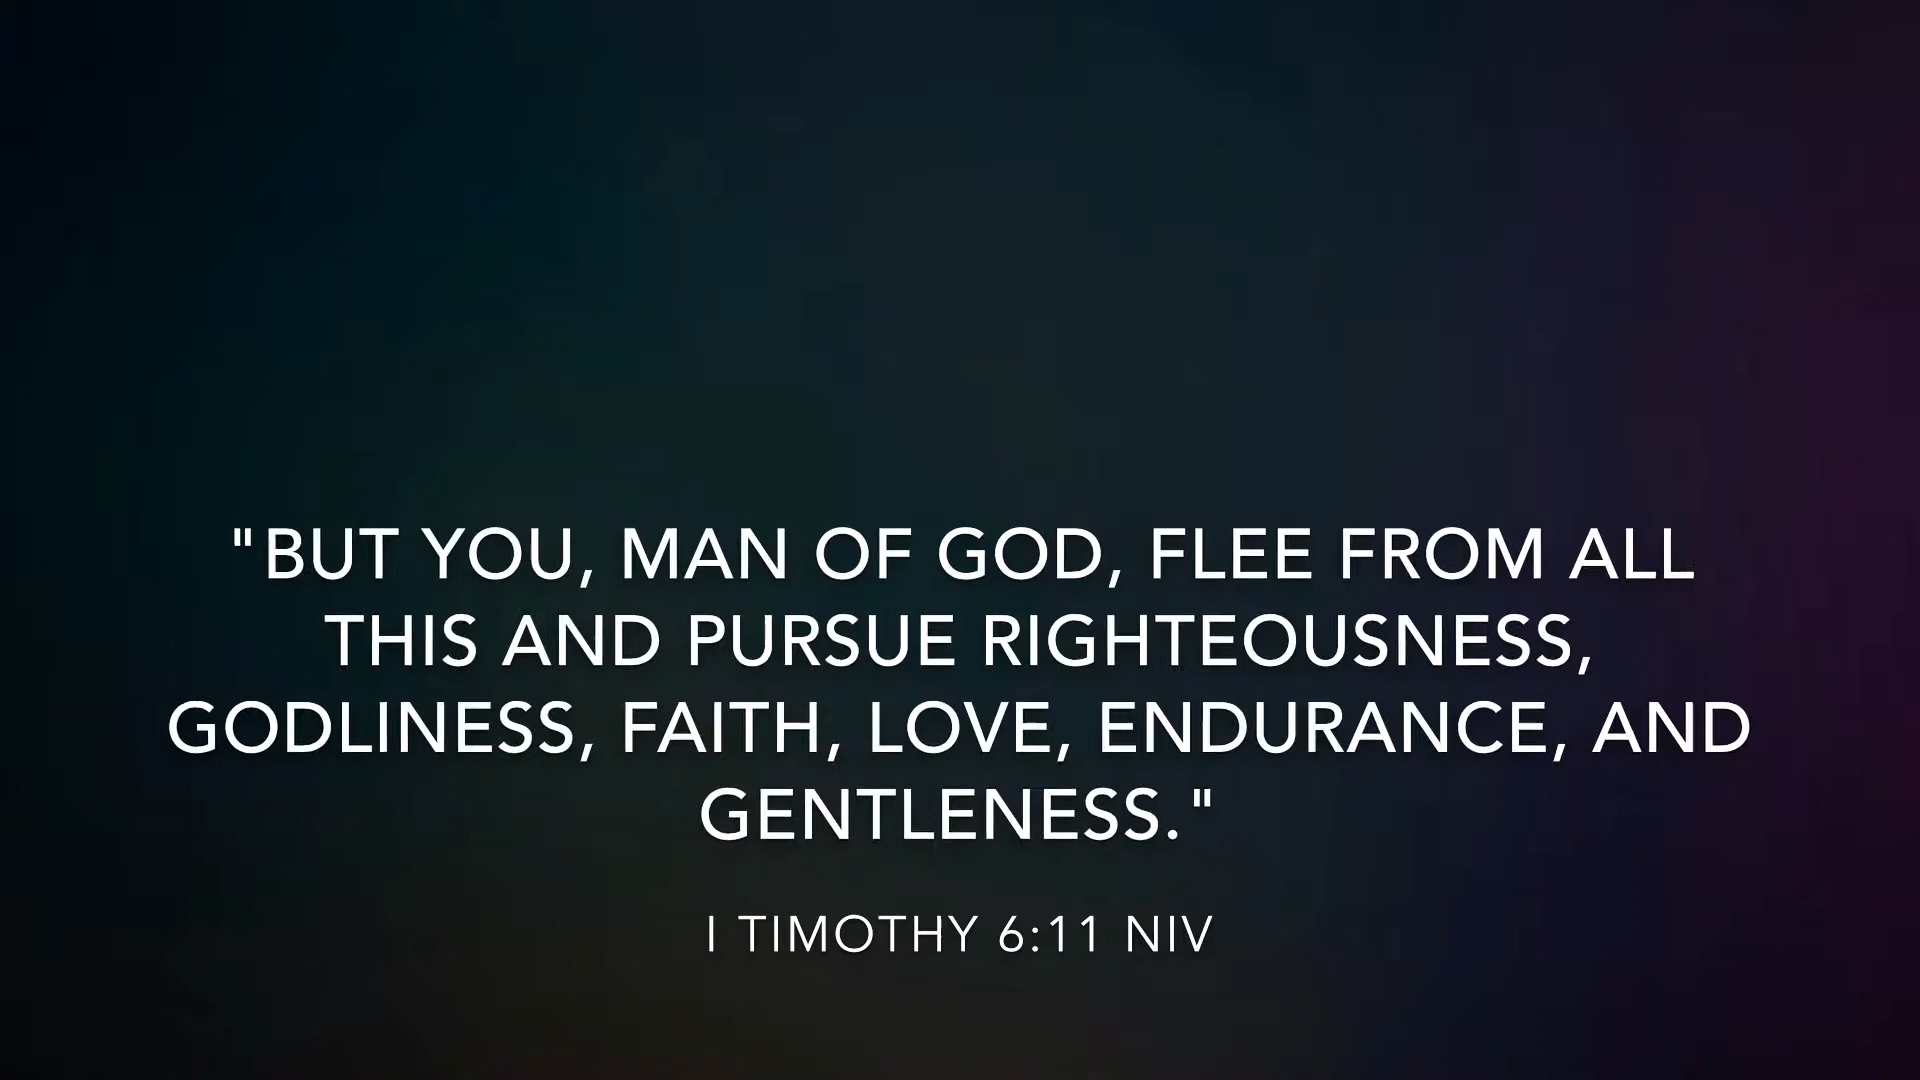 "BUT YOU, MAN OF GOD, FLEE FROM ALL
THIS AND PURSUE RIGHTEOUSNESS,
GODLINESS, FAITH, LOVE, ENDURANCE, AND
GENTLENESS."
I TIMOTHY 6:11 NIV